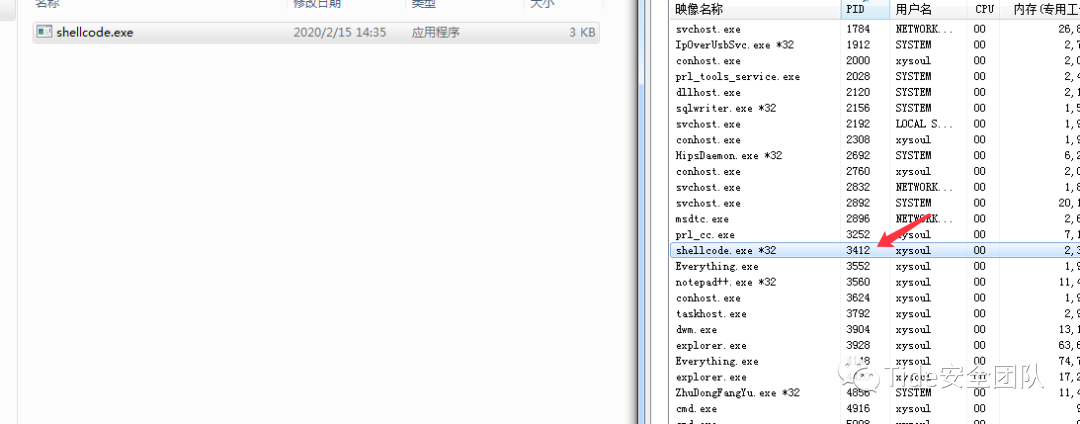 名称 修改日期 类型 大小
shellcode.exe 2020/2/15 14:35 应用程序 3 KB
映像名称 PID 用户名 CPU 内存(专用工
svchost.exe 1784 NETWORK... 00 26,8
IpOverUsbSvc.exe *32 1912 SYSTEM 00 2,7
conhost.exe 2000 xysoul 00 2,0
prl_tools_service.exe 2028 SYSTEM 00 2,4
dllhost.exe 2120 SYSTEM 00 2,1
sqlwriter.exe *32 2156 SYSTEM 00 1,5
svchost.exe 2192 LOCAL S... 00 1,9
conhost.exe 2308 xysoul 00 1,9
HipsDaemon.exe *32 2692 SYSTEM 00 6,2
conhost.exe 2760 xysoul 00 2,0
svchost.exe 2832 NETWORK... 00 1,8
svchost.exe 2892 SYSTEM 00 20,1
msdtc.exe 2896 NETWORK... 00 2,6
prl_cc.exe 3252 xysoul 00 7,1
shellcode.exe *32 3412 xysoul 00 2,3
Everything.exe 3552 xysoul 00 1,9
notepad++.exe *32 3560 xysoul 00 11,4
conhost.exe 3624 xysoul 00 1,9
taskhost.exe 3792 xysoul 00 2,9
dwm.exe 3904 xysoul 00 13,1
explorer.exe 3928 xysoul 00 63,6
Everything.exe 4148 xysoul 00 74,7
explorer.exe xysoul 00 17,2
ZhuDongFangYu.exe *32 4856 SYSTEM 00 11,4
cmd.exe 4916 xysoul 00 9
Tide安全团队